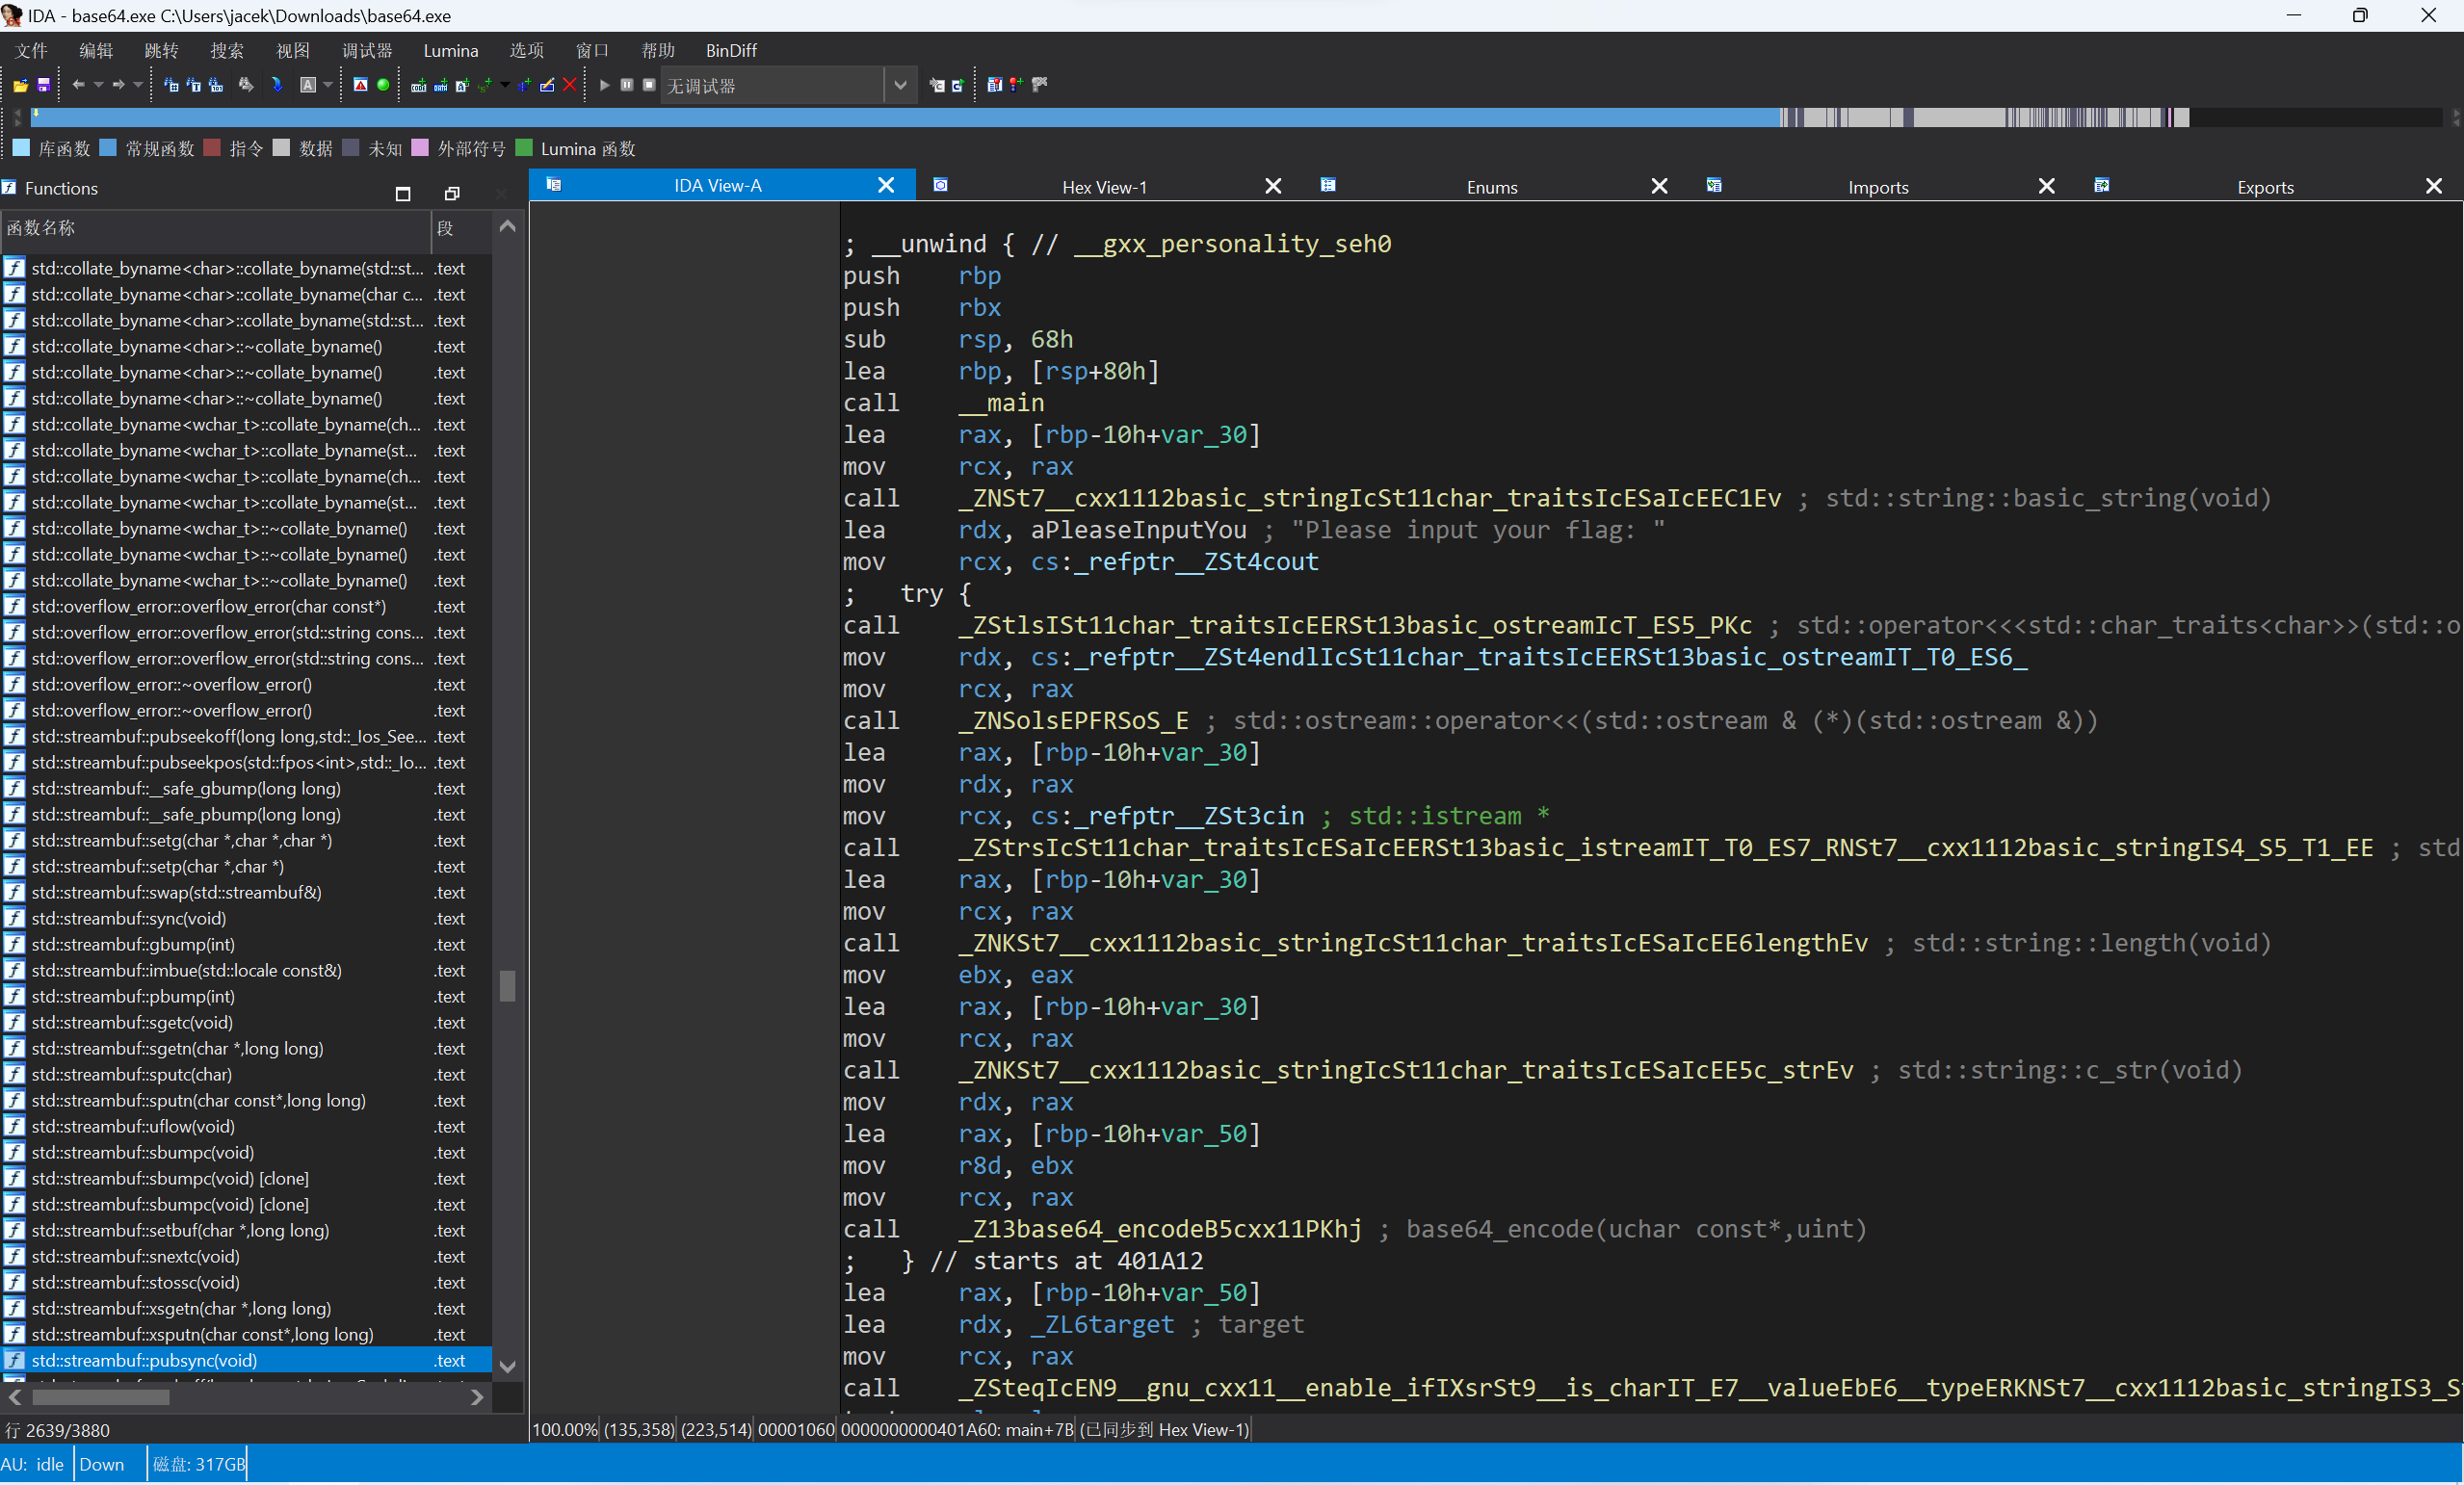 IDA - base64.exe C:\Users\jacek\Downloads\base64.exe
文件 编辑 跳转 搜索 视图 调试器 Lumina 选项 窗口 帮助 BinDiff
无调试器
库函数 常规函数 指令 数据 未知 外部符号 Lumina 函数
Functions
函数名称 段
std::collate_byname<char>::collate_byname(std::st... .text
std::collate_byname<char>::collate_byname(char c... .text
std::collate_byname<char>::collate_byname(std::st... .text
std::collate_byname<char>::~collate_byname() .text
std::collate_byname<char>::~collate_byname() .text
std::collate_byname<char>::~collate_byname() .text
std::collate_byname<wchar_t>::collate_byname(ch... .text
std::collate_byname<wchar_t>::collate_byname(st... .text
std::collate_byname<wchar_t>::collate_byname(ch... .text
std::collate_byname<wchar_t>::collate_byname(st... .text
std::collate_byname<wchar_t>::~collate_byname() .text
std::collate_byname<wchar_t>::~collate_byname() .text
std::collate_byname<wchar_t>::~collate_byname() .text
std::overflow_error::overflow_error(char const*) .text
std::overflow_error::overflow_error(std::string cons... .text
std::overflow_error::overflow_error(std::string cons... .text
std::overflow_error::~overflow_error() .text
std::overflow_error::~overflow_error() .text
std::streambuf::pubseekoff(long long,std::_Ios_See... .text
std::streambuf::pubseekpos(std::fpos<int>,std::_Io... .text
std::streambuf::__safe_gbump(long long) .text
std::streambuf::__safe_pbump(long long) .text
std::streambuf::setg(char *,char *,char *) .text
std::streambuf::setp(char *,char *) .text
std::streambuf::swap(std::streambuf&) .text
std::streambuf::sync(void) .text
std::streambuf::gbump(int) .text
std::streambuf::imbue(std::locale const&) .text
std::streambuf::pbump(int) .text
std::streambuf::sgetc(void) .text
std::streambuf::sgetn(char *,long long) .text
std::streambuf::sputc(char) .text
std::streambuf::sputn(char const*,long long) .text
std::streambuf::uflow(void) .text
std::streambuf::sbumpc(void) .text
std::streambuf::sbumpc(void) [clone] .text
std::streambuf::sbumpc(void) [clone] .text
std::streambuf::setbuf(char *,long long) .text
std::streambuf::snextc(void) .text
std::streambuf::stossc(void) .text
std::streambuf::xsgetn(char *,long long) .text
std::streambuf::xsputn(char const*,long long) .text
std::streambuf::pubsync(void) .text
行 2639/3880
IDA View-A Hex View-1 Enums Imports Exports
; __unwind { // __gxx_personality_seh0
push rbp
push rbx
sub rsp, 68h
lea rbp, [rsp+80h]
call __main
lea rax, [rbp-10h+var_30]
mov rcx, rax
call _ZNSt7__cxx1112basic_stringIcSt11char_traitsIcESaIcEEC1Ev ; std::string::basic_string(void)
lea rdx, aPleaseInputYou ; "Please input your flag: "
mov rcx, cs:_refptr__ZSt4cout
; try {
call _ZStlsISt11char_traitsIcEERSt13basic_ostreamIcT_ES5_PKc ; std::operator<<<std::char_traits<char>>(std::o
mov rdx, cs:_refptr__ZSt4endlIcSt11char_traitsIcEERSt13basic_ostreamIT_T0_ES6_
mov rcx, rax
call _ZNSolsEPFRSoS_E ; std::ostream::operator<<(std::ostream & (*)(std::ostream &))
lea rax, [rbp-10h+var_30]
mov rdx, rax
mov rcx, cs:_refptr__ZSt3cin ; std::istream *
call _ZStrsIcSt11char_traitsIcESaIcEERSt13basic_istreamIT_T0_ES7_RNSt7__cxx1112basic_stringIS4_S5_T1_EE ; std
lea rax, [rbp-10h+var_30]
mov rcx, rax
call _ZNKSt7__cxx1112basic_stringIcSt11char_traitsIcESaIcEE6lengthEv ; std::string::length(void)
mov ebx, eax
lea rax, [rbp-10h+var_30]
mov rcx, rax
call _ZNKSt7__cxx1112basic_stringIcSt11char_traitsIcESaIcEE5c_strEv ; std::string::c_str(void)
mov rdx, rax
lea rax, [rbp-10h+var_50]
mov r8d, ebx
mov rcx, rax
call _Z13base64_encodeB5cxx11PKhj ; base64_encode(uchar const*,uint)
; } // starts at 401A12
lea rax, [rbp-10h+var_50]
lea rdx, _ZL6target ; target
mov rcx, rax
call _ZSteqIcEN9__gnu_cxx11__enable_ifIXsrSt9__is_charIT_E7__valueEbE6__typeERKNSt7__cxx1112basic_stringIS3_S
100.00% (135,358) (223,514) 00001060 0000000000401A60: main+7B (已同步到 Hex View-1)
AU: idle Down 磁盘: 317GB